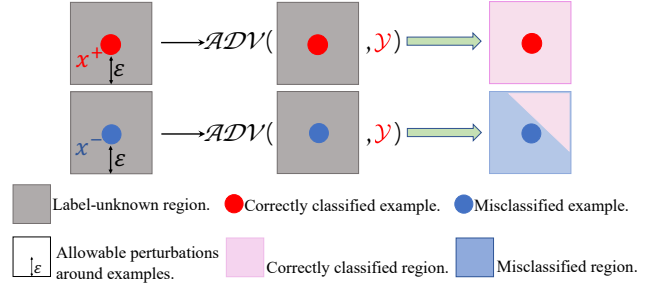 x⁺ ε 𝒜𝒟𝒱( ,𝒴)
x⁻ ε 𝒜𝒟𝒱( ,𝒴)
Label-unknown region. Correctly classified example. Misclassified example.
ε Allowable perturbations
around examples. Correctly classified region. Misclassified region.